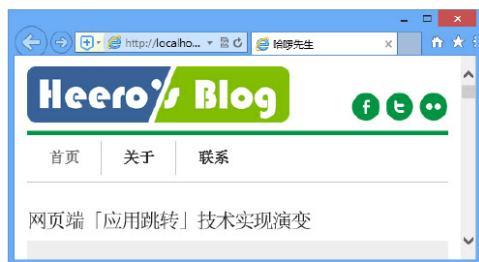 http://localho...
哈啰先生
Heero's Blog
首页 关于 联系
网页端「应用跳转」技术实现演变